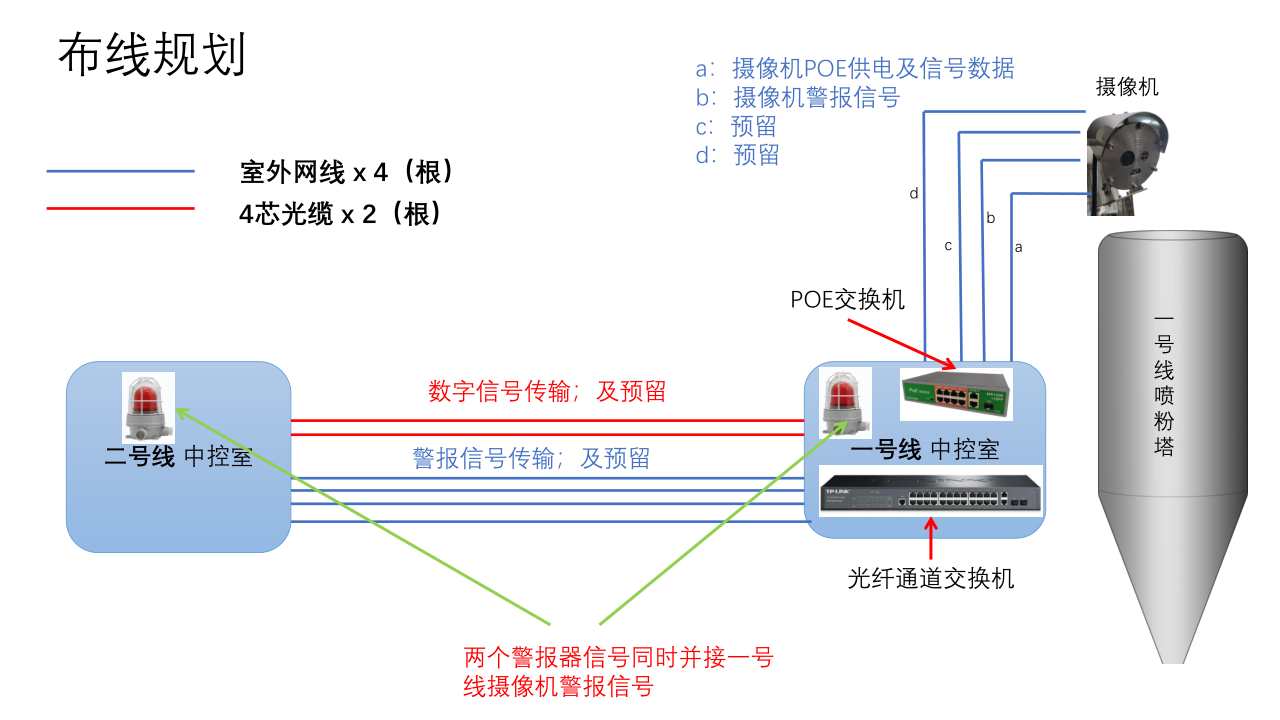 布线规划
a：摄像机POE供电及信号数据
b：摄像机警报信号
c：预留
d：预留
摄像机
室外网线 x 4（根）
4芯光缆 x 2（根）
d
c
b
a
POE交换机
一号线喷粉塔
数字信号传输；及预留
警报信号传输；及预留
二号线 中控室
一号线 中控室
PoE
TP-LINK
光纤通道交换机
两个警报器信号同时并接一号
线摄像机警报信号